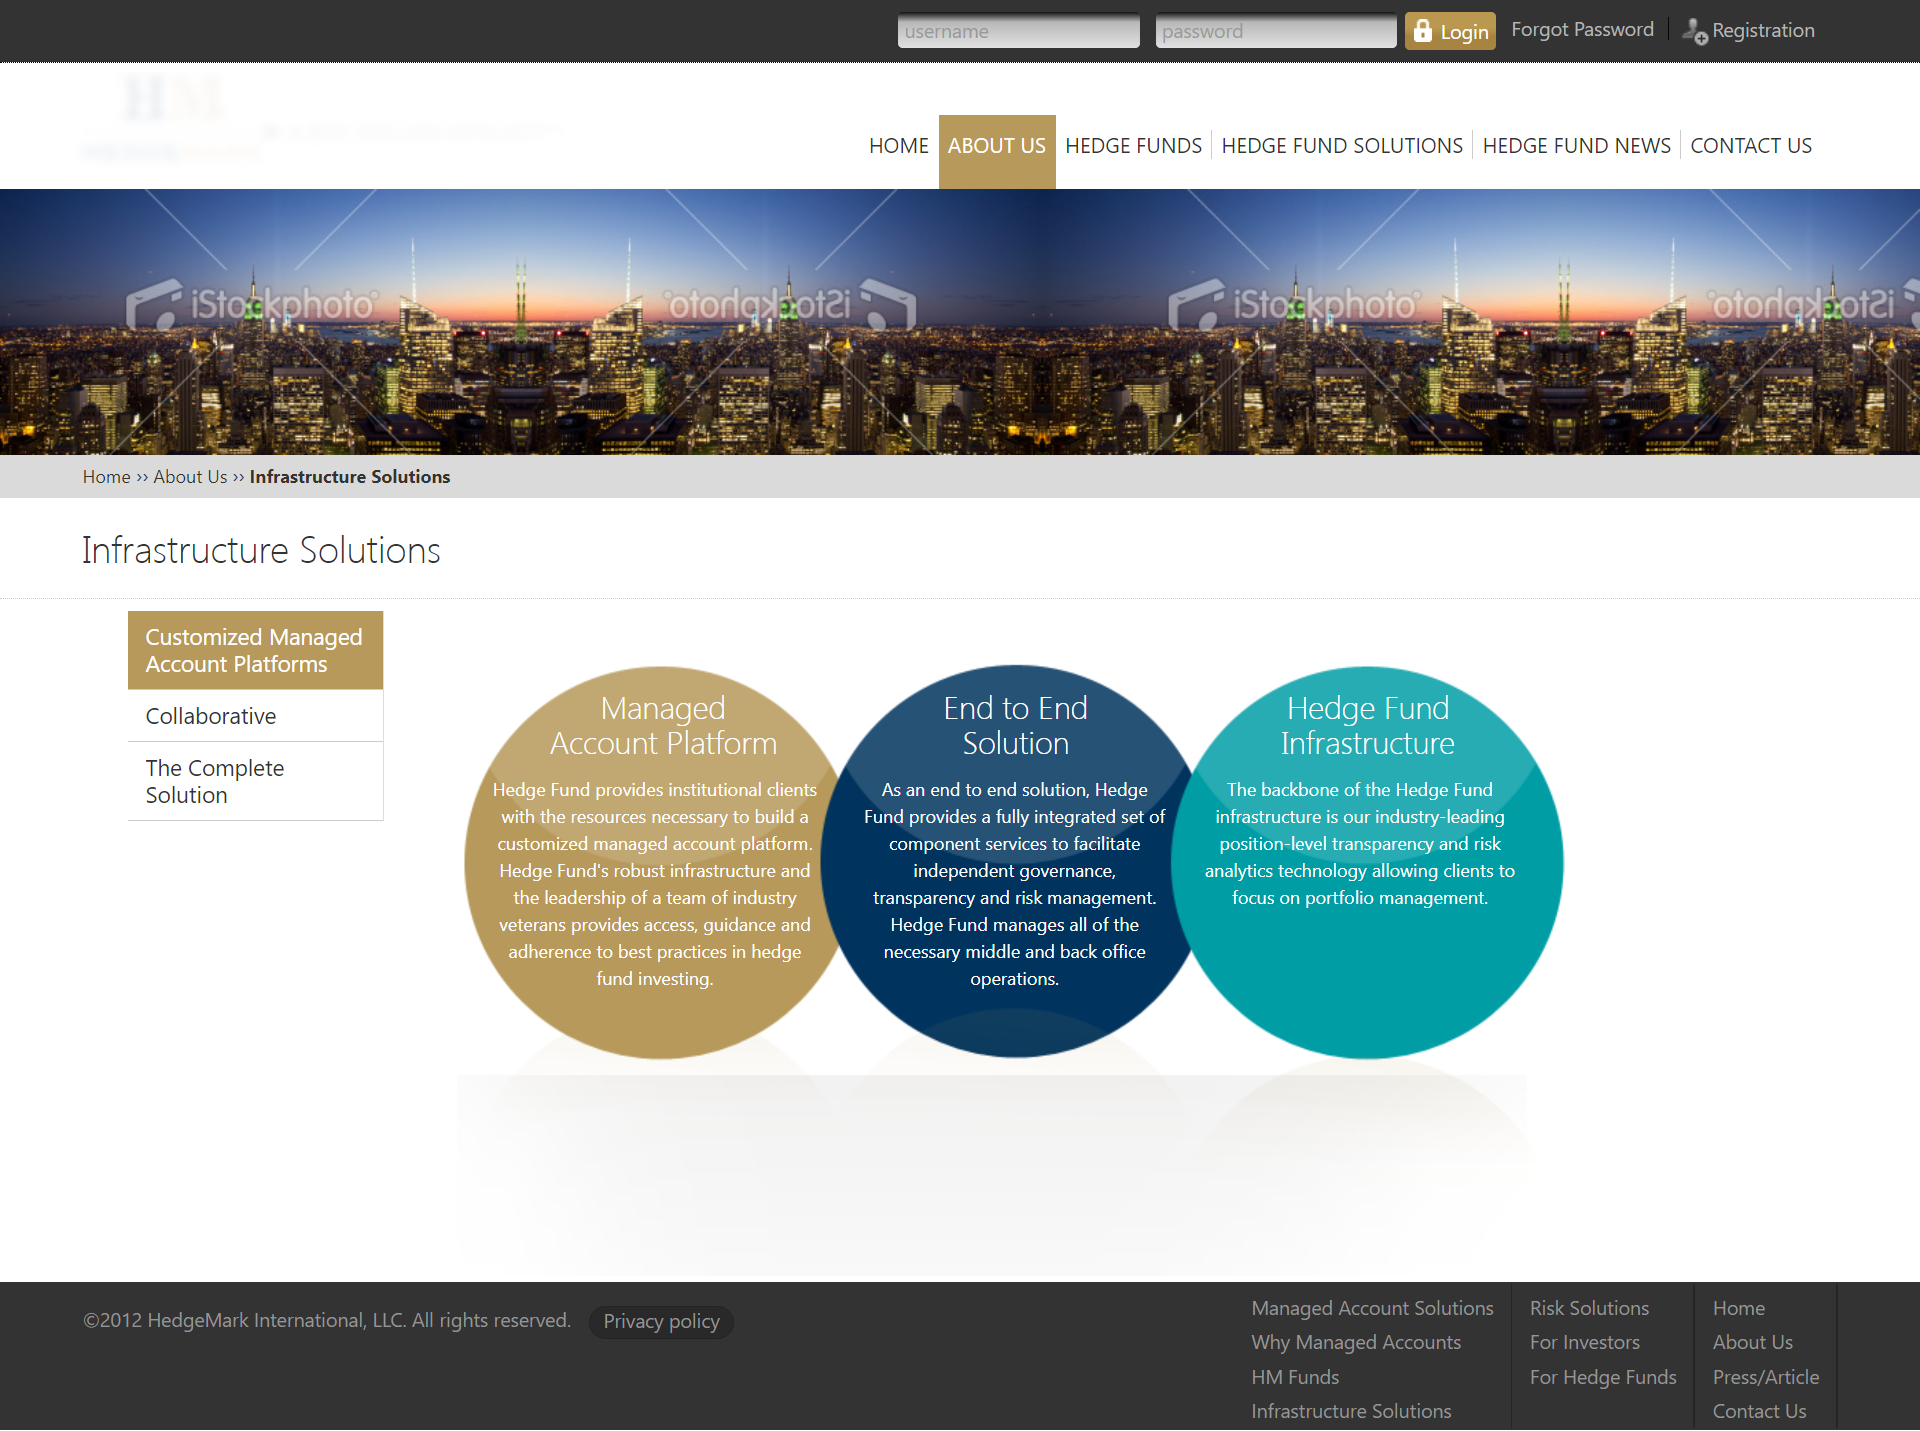 username password Login Forgot Password Registration
HM
HOME ABOUT US HEDGE FUNDS HEDGE FUND SOLUTIONS HEDGE FUND NEWS CONTACT US
iStockphoto iStockphoto iStockphoto iStockphoto
Home ›› About Us ›› Infrastructure Solutions
Infrastructure Solutions
Customized Managed
Account Platforms
Collaborative
The Complete
Solution
Managed
Account Platform
Hedge Fund provides institutional clients
with the resources necessary to build a
customized managed account platform.
Hedge Fund's robust infrastructure and
the leadership of a team of industry
veterans provides access, guidance and
adherence to best practices in hedge
fund investing.
End to End
Solution
As an end to end solution, Hedge
Fund provides a fully integrated set of
component services to facilitate
independent governance,
transparency and risk management.
Hedge Fund manages all of the
necessary middle and back office
operations.
Hedge Fund
Infrastructure
The backbone of the Hedge Fund
infrastructure is our industry-leading
position-level transparency and risk
analytics technology allowing clients to
focus on portfolio management.
©2012 HedgeMark International, LLC. All rights reserved. Privacy policy
Managed Account Solutions
Why Managed Accounts
HM Funds
Infrastructure Solutions
Risk Solutions
For Investors
For Hedge Funds
Home
About Us
Press/Article
Contact Us